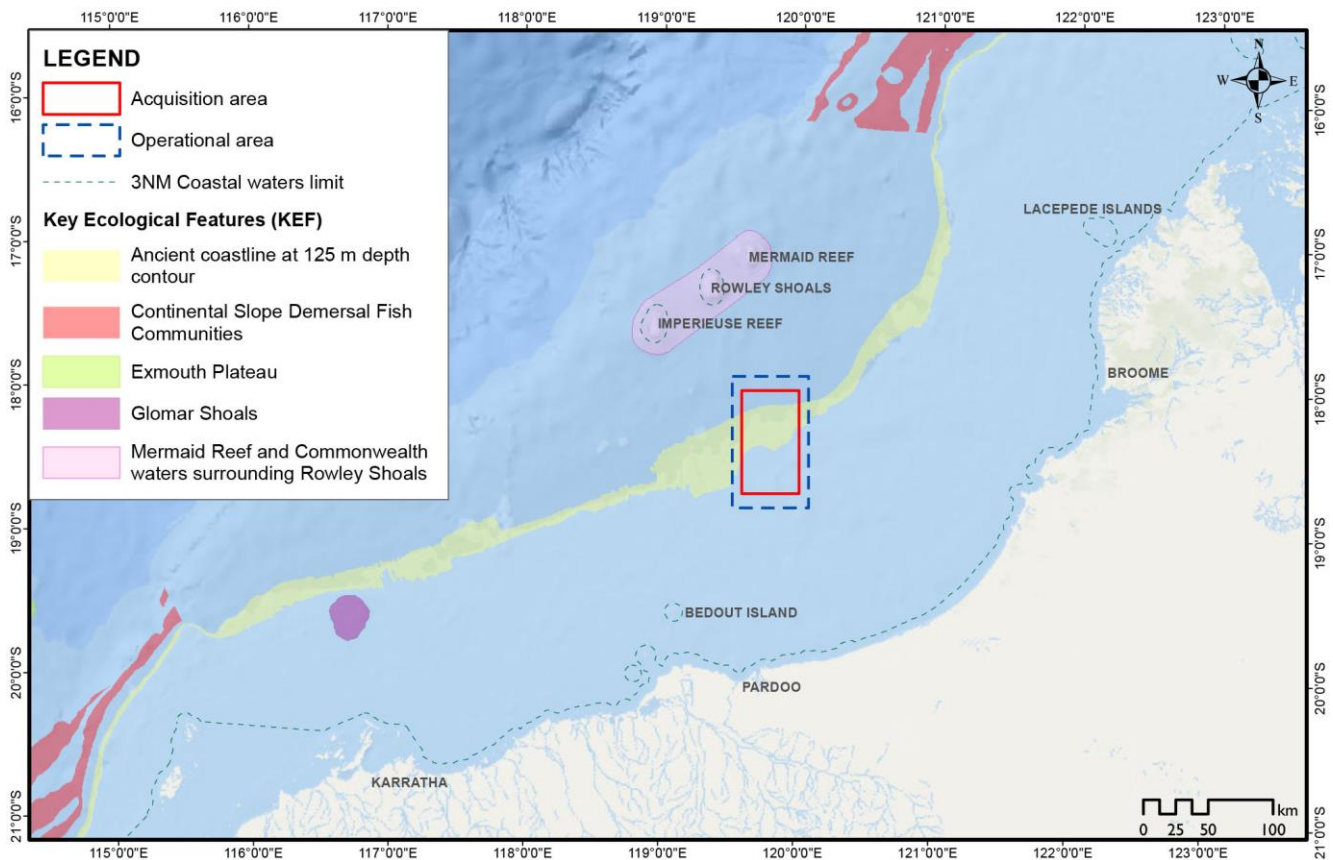 115°0'0"E
116°0'0"E
117°0'0"E
118°0'0"E
119°0'0"E
120°0'0"E
121°0'0"E
122°0'0"E
123°0'0"E
LEGEND
Acquisition area
Operational area
3NM Coastal waters limit
Key Ecological Features (KEF)
Ancient coastline at 125 m depth
contour
Continental Slope Demersal Fish
Communities
Exmouth Plateau
Glomar Shoals
Mermaid Reef and Commonwealth
waters surrounding Rowley Shoals
N
W
E
S
16°0'0"S
17°0'0"S
18°0'0"S
19°0'0"S
20°0'0"S
21°0'0"S
LACEPEDE ISLANDS
MERMAID REEF
ROWLEY SHOALS
IMPERIEUSE REEF
BROOME
BEDOUT ISLAND
PARDOO
KARRATHA
16°0'0"S
17°0'0"S
18°0'0"S
19°0'0"S
20°0'0"S
21°0'0"S
km
0 25 50 100
115°0'0"E
116°0'0"E
117°0'0"E
118°0'0"E
119°0'0"E
120°0'0"E
121°0'0"E
122°0'0"E
123°0'0"E